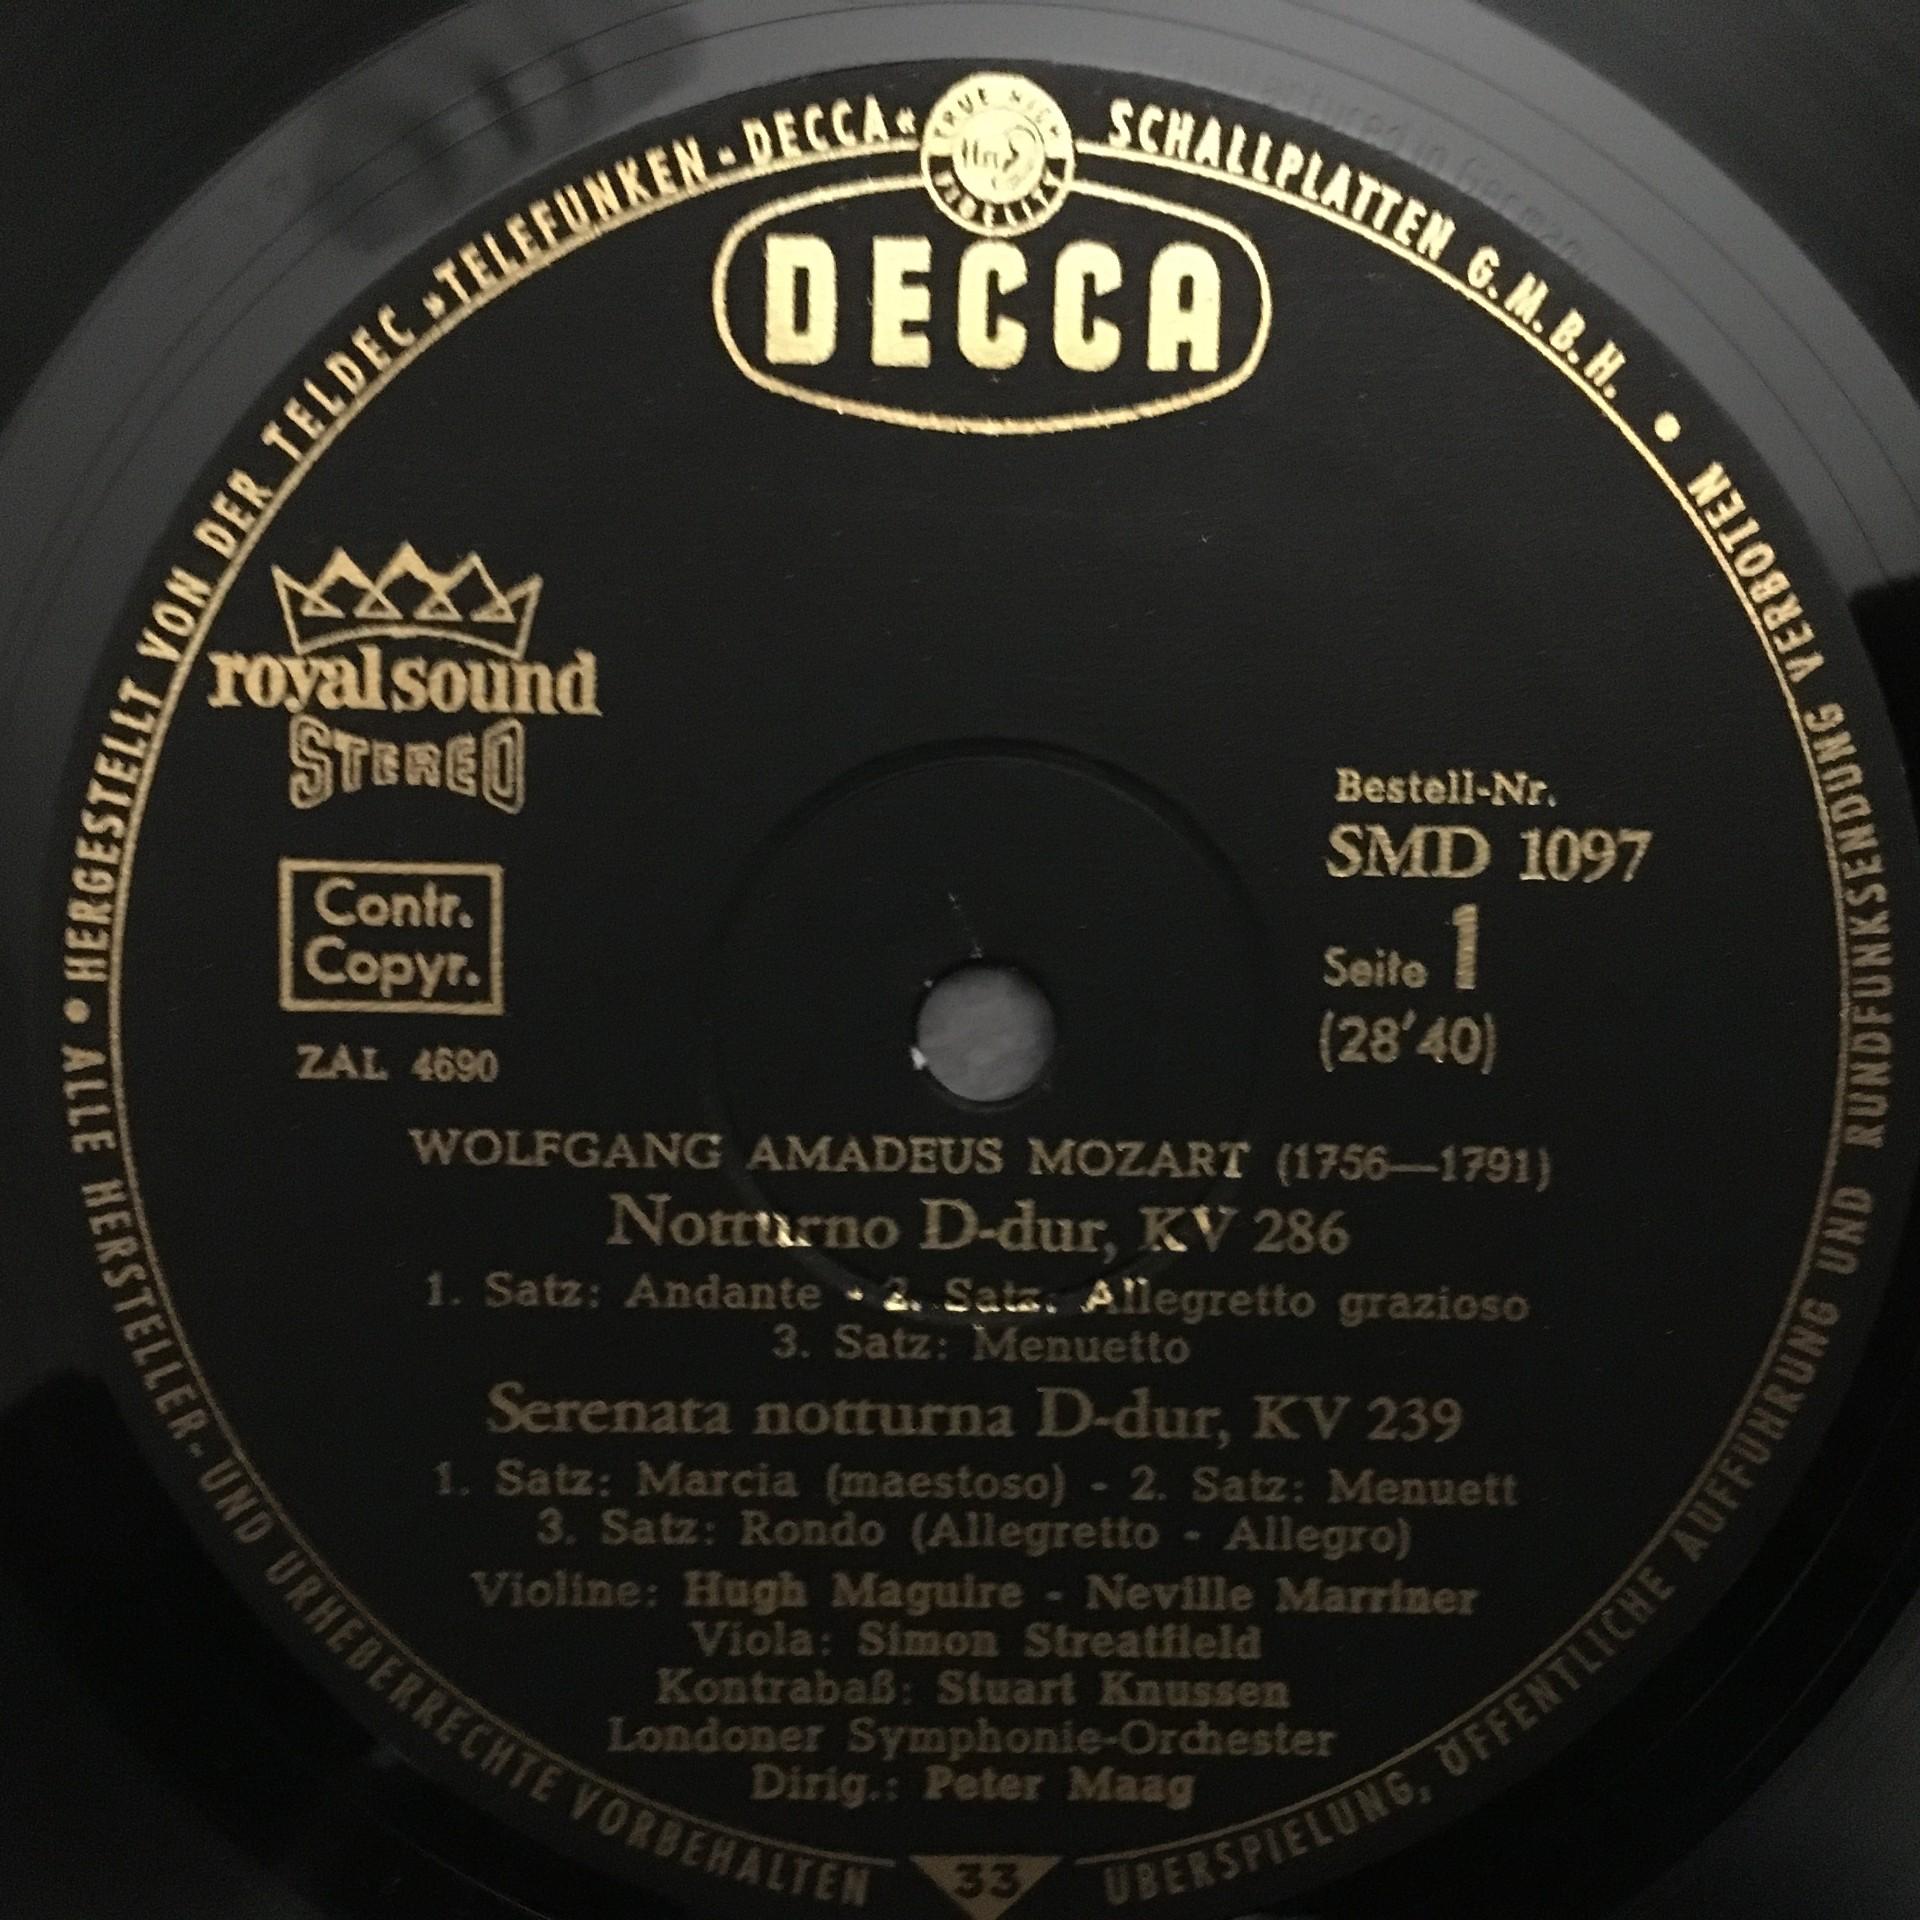 HERGESTELLT VON DER TELDEC »TELEFUNKEN-DECCA« SCHALLPLATTEN G.M.B.H.
TRUE HIGH FIDELITY
DECCA
royal sound
STEREO
Contr.
Copyr.
ZAL 4690
Bestell-Nr.
SMD 1097
Seite 1
(28'40)
WOLFGANG AMADEUS MOZART (1756—1791)
Notturno D-dur, KV 286
1. Satz: Andante - 2. Satz: Allegretto grazioso
3. Satz: Menuetto
Serenata notturna D-dur, KV 239
1. Satz: Marcia (maestoso) - 2. Satz: Menuett
3. Satz: Rondo (Allegretto - Allegro)
Violine: Hugh Maguire - Neville Marriner
Viola: Simon Streatfield
Kontrabaß: Stuart Knussen
Londoner Symphonie-Orchester
Dirig.: Peter Maag
• ALLE HERSTELLER- UND URHEBERRECHTE VORBEHALTEN
33
ÜBERSPIELUNG, ÖFFENTLICHE AUFFÜHRUNG UND RUNDFUNKSENDUNG VERBOTEN •